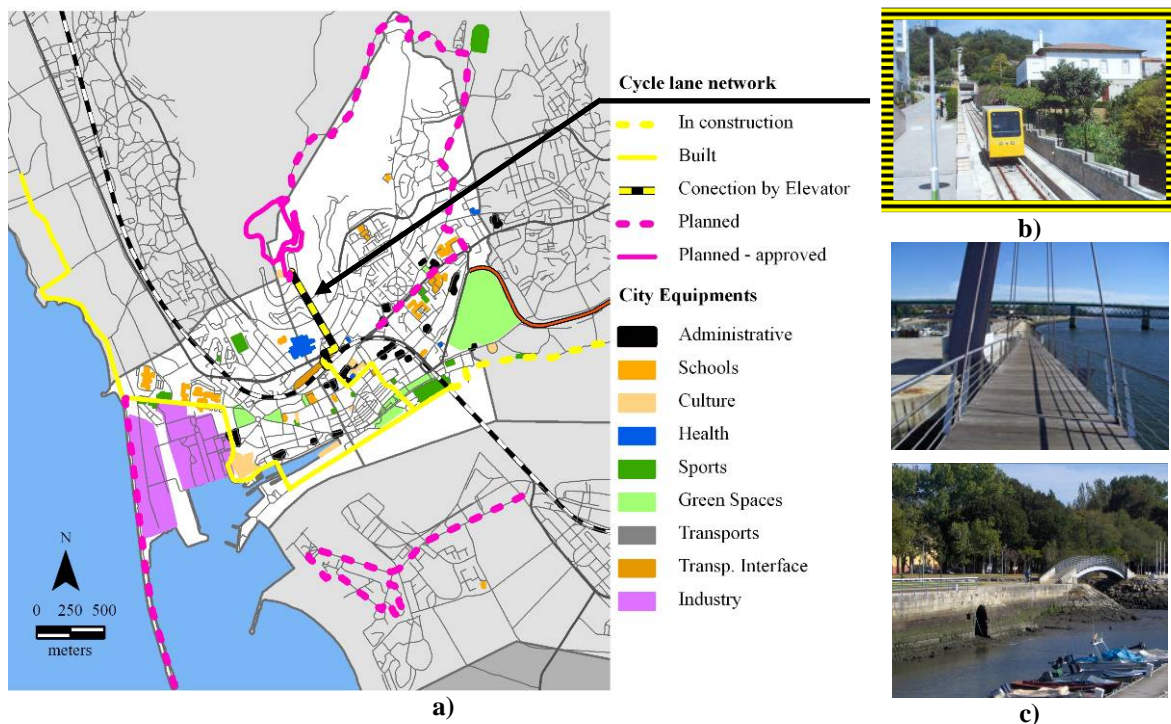 Cycle lane network
In construction
Built
Conection by Elevator
Planned
Planned - approved
City Equipments
Administrative
Schools
Culture
Health
Sports
Green Spaces
Transports
Transp. Interface
Industry
N
0 250 500
meters
a)
b)
c)